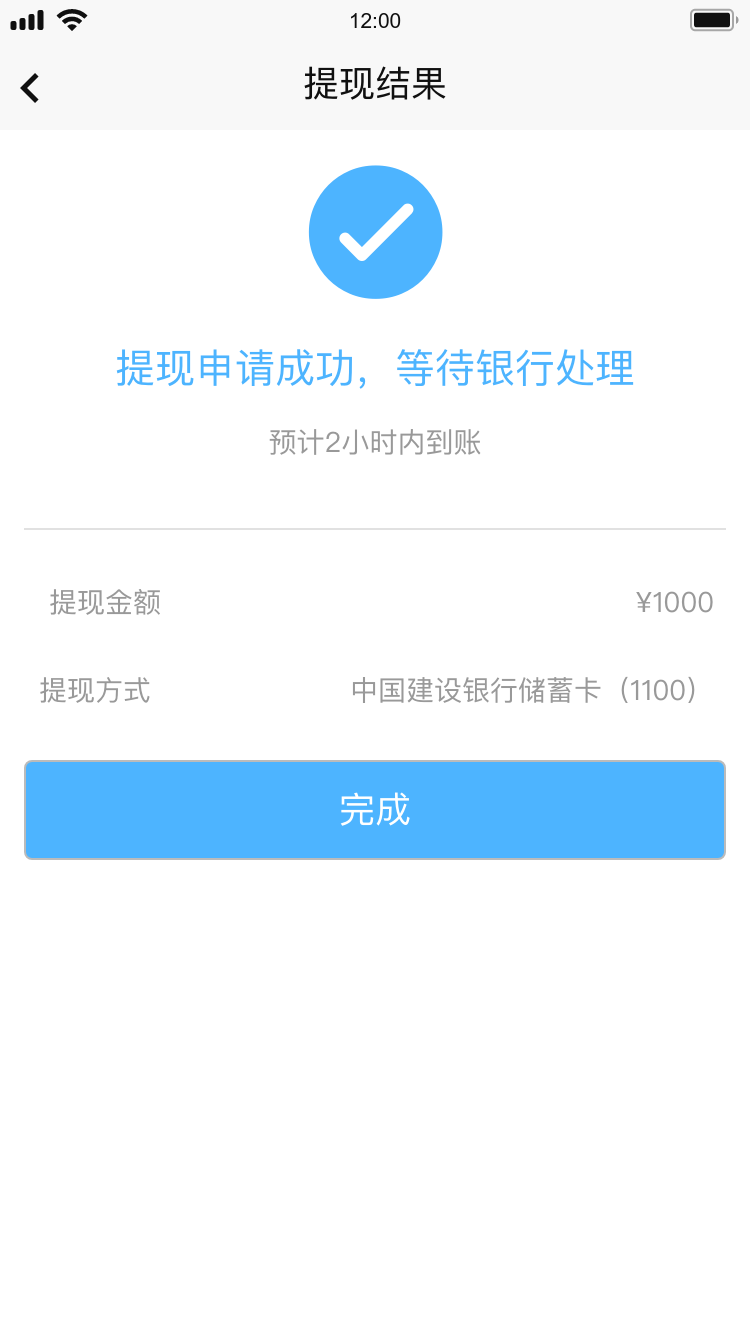 12:00
提现结果
提现申请成功，等待银行处理
预计2小时内到账
提现金额 ¥1000
提现方式 中国建设银行储蓄卡（1100）
完成